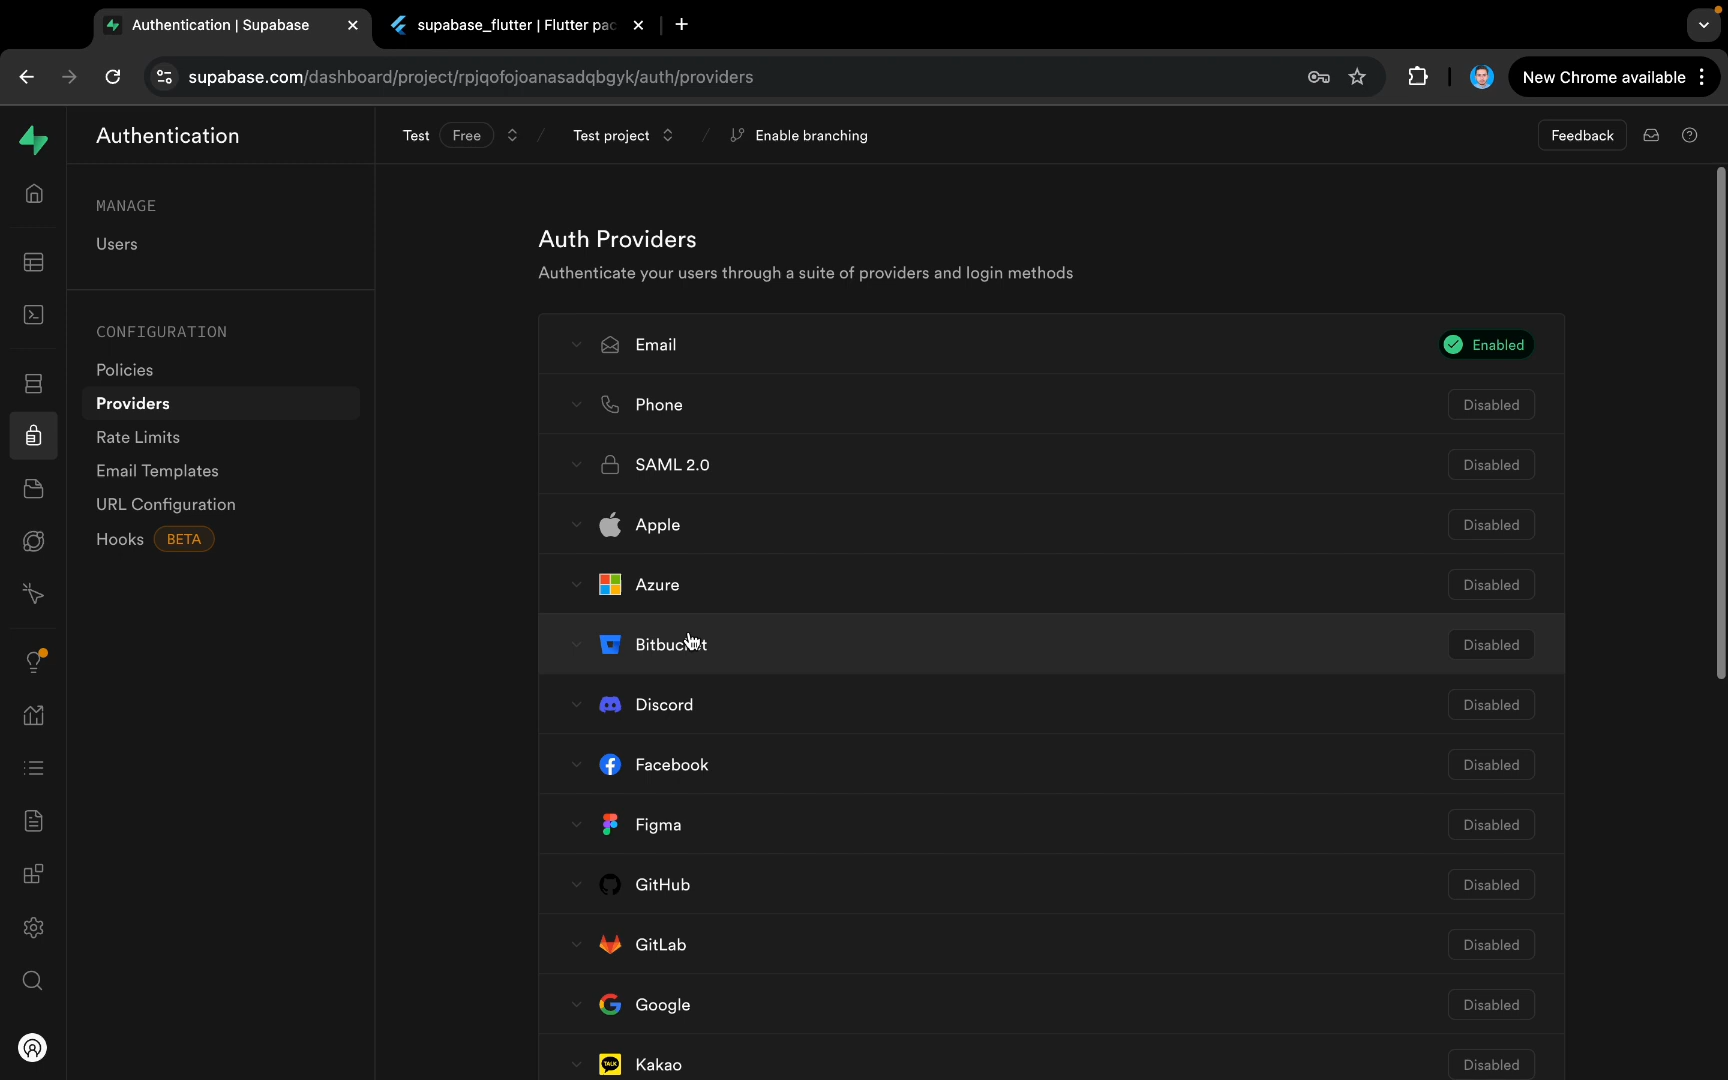 Authentication | Supabase
supabase_flutter | Flutter pac
supabase.com/dashboard/project/rpjqofojoanasadqbgyk/auth/providers
New Chrome available
Authentication
Test Free / Test project / Enable branching
Feedback
MANAGE
Users
CONFIGURATION
Policies
Providers
Rate Limits
Email Templates
URL Configuration
Hooks BETA
Auth Providers
Authenticate your users through a suite of providers and login methods
Email Enabled
Phone Disabled
SAML 2.0 Disabled
Apple Disabled
Azure Disabled
Bitbucket Disabled
Discord Disabled
Facebook Disabled
Figma Disabled
GitHub Disabled
GitLab Disabled
Google Disabled
TALK Kakao Disabled